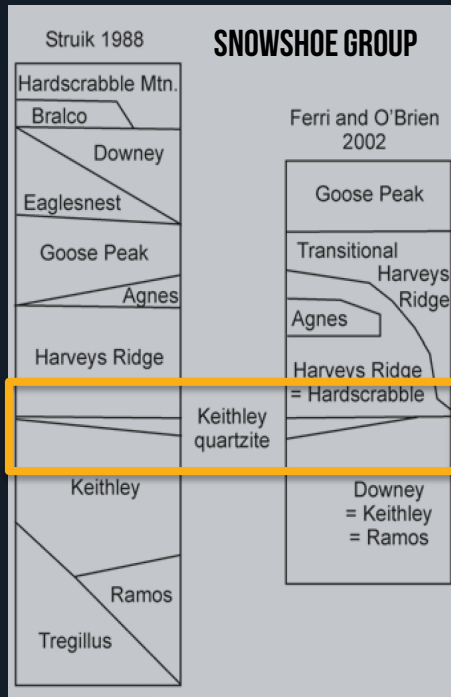 Struik 1988
SNOWSHOE GROUP
Hardscrabble Mtn.
Bralco
Downey
Eaglesnest
Goose Peak
Agnes
Harveys Ridge
Keithley
Ramos
Tregillus
Keithley
quartzite
Ferri and O'Brien
2002
Goose Peak
Transitional
Harveys
Ridge
Agnes
Harveys Ridge
= Hardscrabble
Downey
= Keithley
= Ramos